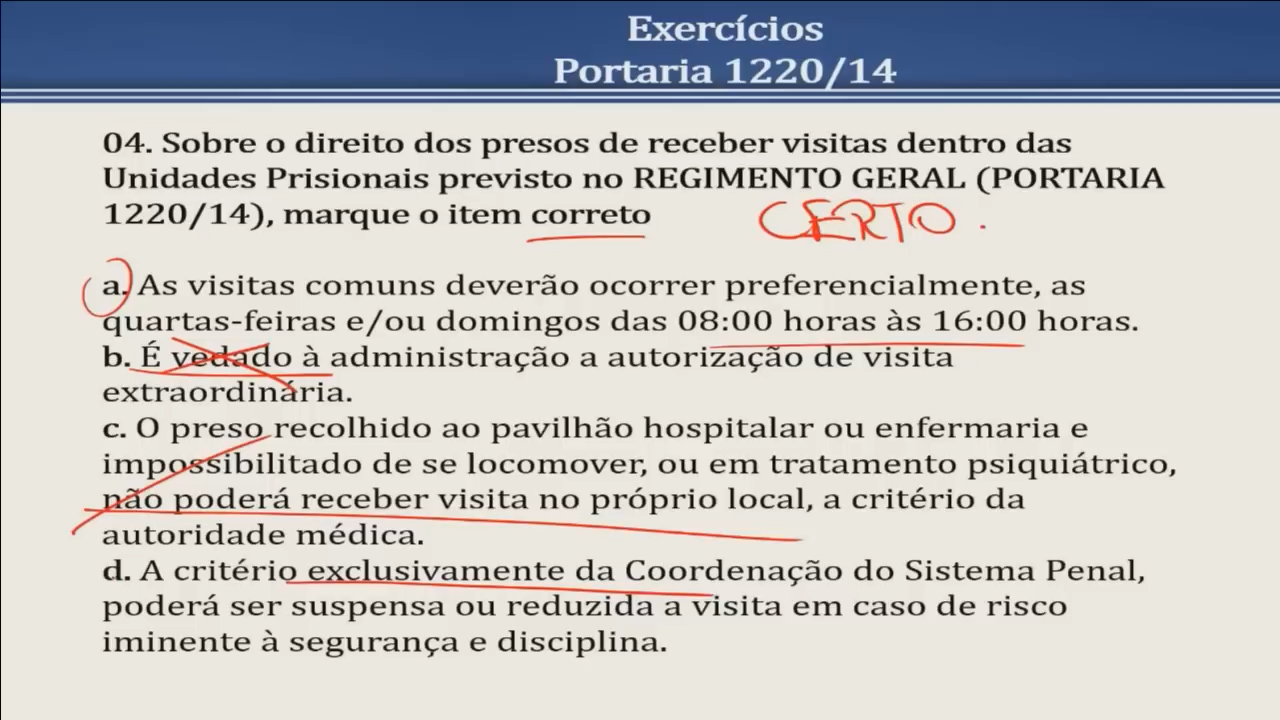 Exercícios
Portaria 1220/14
04. Sobre o direito dos presos de receber visitas dentro das
Unidades Prisionais previsto no REGIMENTO GERAL (PORTARIA
1220/14), marque o item correto
CERTO.
a. As visitas comuns deverão ocorrer preferencialmente, as
quartas-feiras e/ou domingos das 08:00 horas às 16:00 horas.
b. É vedado à administração a autorização de visita
extraordinária.
c. O preso recolhido ao pavilhão hospitalar ou enfermaria e
impossibilitado de se locomover, ou em tratamento psiquiátrico,
não poderá receber visita no próprio local, a critério da
autoridade médica.
d. A critério exclusivamente da Coordenação do Sistema Penal,
poderá ser suspensa ou reduzida a visita em caso de risco
iminente à segurança e disciplina.